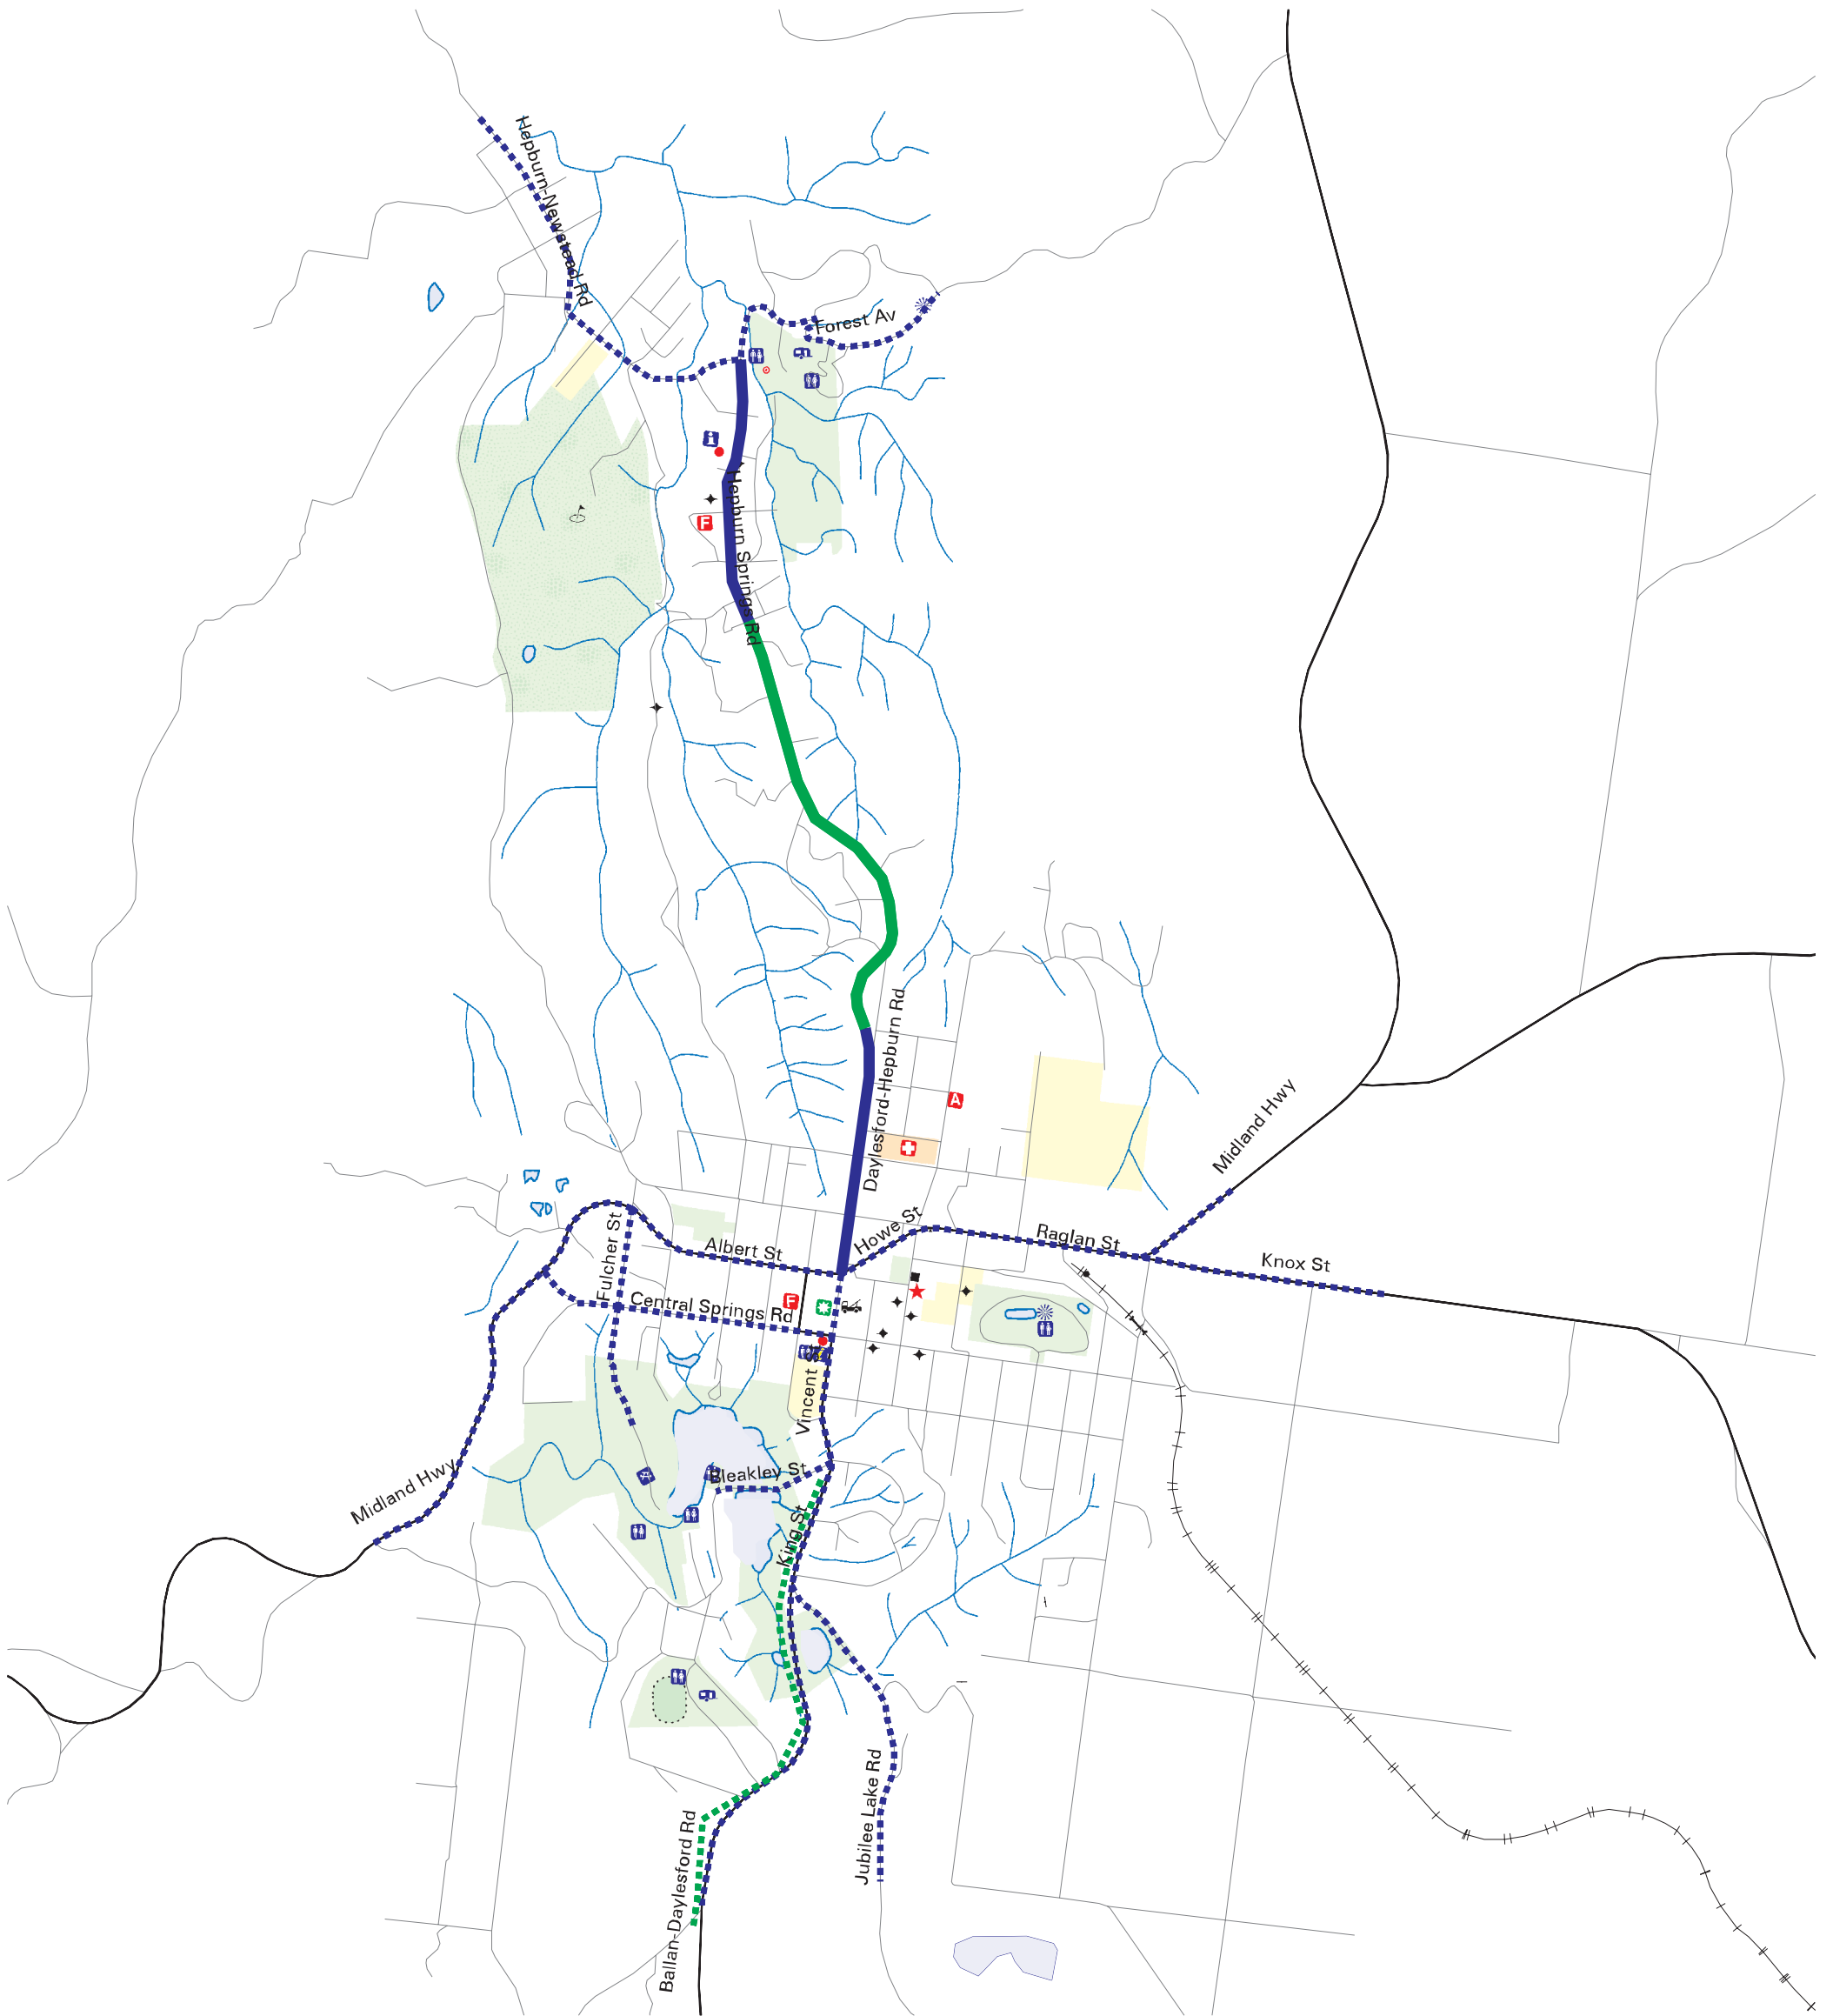 Hepburn-Newstead Rd
Forest Av
F
Hepburn Springs Rd
Daylesford-Hepburn Rd
A
Midland Hwy
Howe St
Raglan St
Knox St
Albert St
Fulcher St
Central Springs Rd
F
Vincent St
Bleakley St
Midland Hwy
King St
Jubilee Lake Rd
Ballan-Daylesford Rd